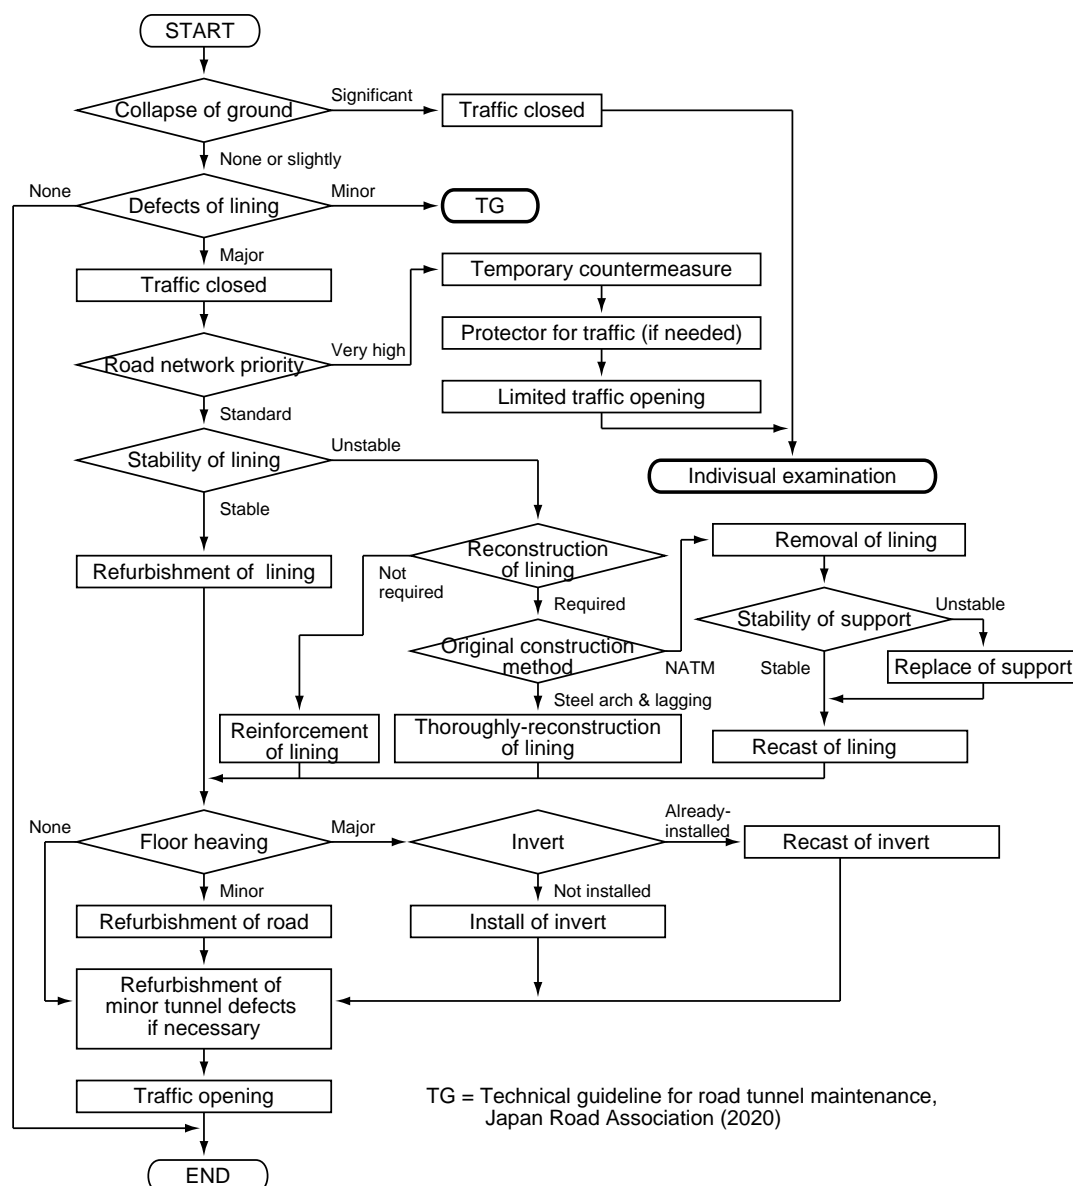 START
Collapse of ground
Significant
Traffic closed
None or slightly
None
Defects of lining
Minor
TG
Major
Traffic closed
Temporary countermeasure
Road network priority
Very high
Protector for traffic (if needed)
Limited traffic opening
Standard
Stability of lining
Unstable
Indivisual examination
Stable
Refurbishment of lining
Reconstruction
of lining
Not
required
Required
Removal of lining
Stability of support
Unstable
Original construction
method
NATM
Stable
Replace of support
Steel arch & lagging
Reinforcement
of lining
Thoroughly-reconstruction
of lining
Recast of lining
None
Floor heaving
Major
Invert
Already-
installed
Recast of invert
Minor
Not installed
Refurbishment of road
Install of invert
Refurbishment of
minor tunnel defects
if necessary
Traffic opening
TG = Technical guideline for road tunnel maintenance,
Japan Road Association (2020)
END